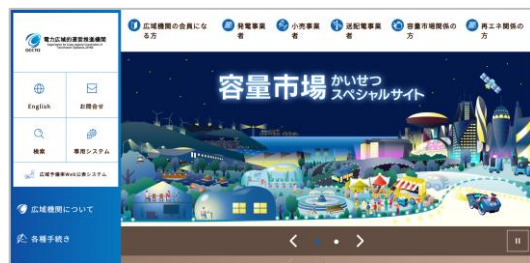 電力広域的運営推進機関
OCCTO
English
お問合せ
検索
専用システム
広域予備率Web公表システム
広域機関について
各種手続き
広域機関の会員にな
る方
発電事業
者
小売事業
者
送配電事業
者
容量市場関係の
方
再エネ関係の
方
容量市場 かいせつ
スペシャルサイト